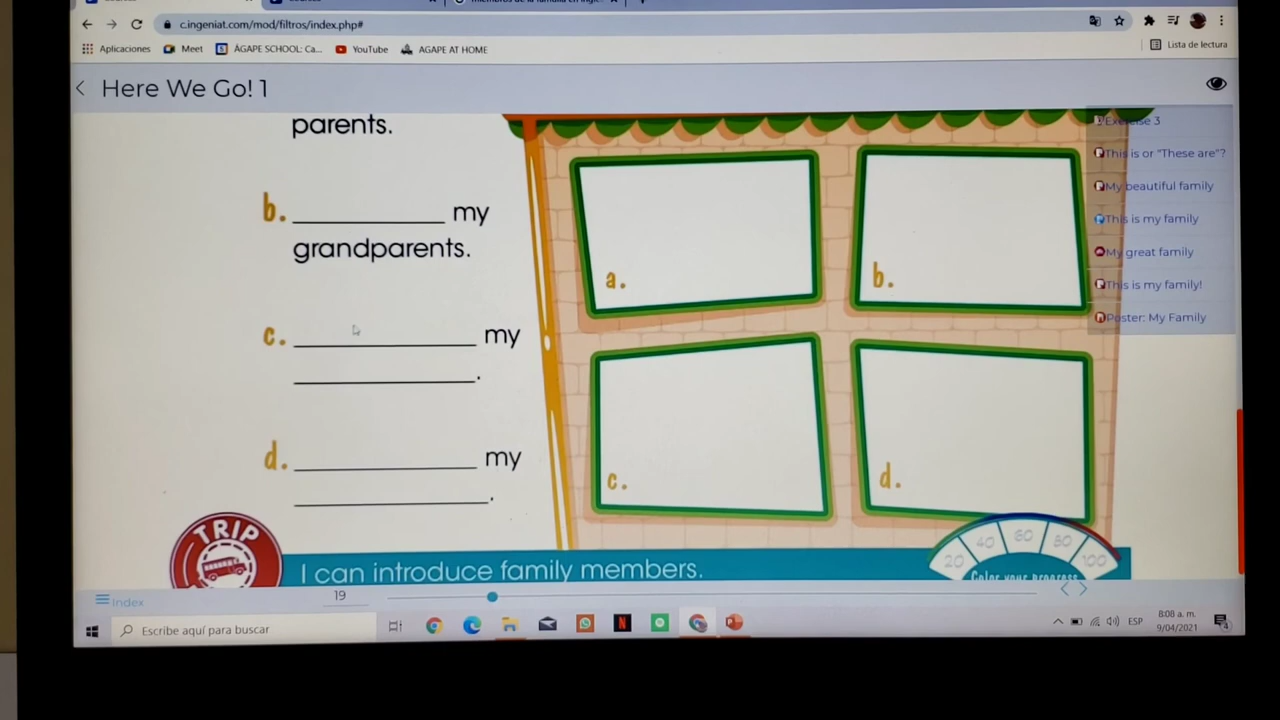 c.ingeniat.com/mod/filtros/index.php#
Aplicaciones
Meet
ÁGAPE SCHOOL: Ca...
YouTube
AGAPE AT HOME
Lista de lectura
Here We Go! 1
parents.
b. ____________ my
grandparents.
c. ______________ my
______________.
d. ______________ my
_______________.
a.
b.
c.
d.
Exercise 3
This is or "These are"?
My beautiful family
This is my family
My great family
This is my family!
Poster: My Family
TRIP
I can introduce family members.
20
40
60
80
100
Color your progress
Index
19
Escribe aquí para buscar
ESP
8:08 a. m.
9/04/2021